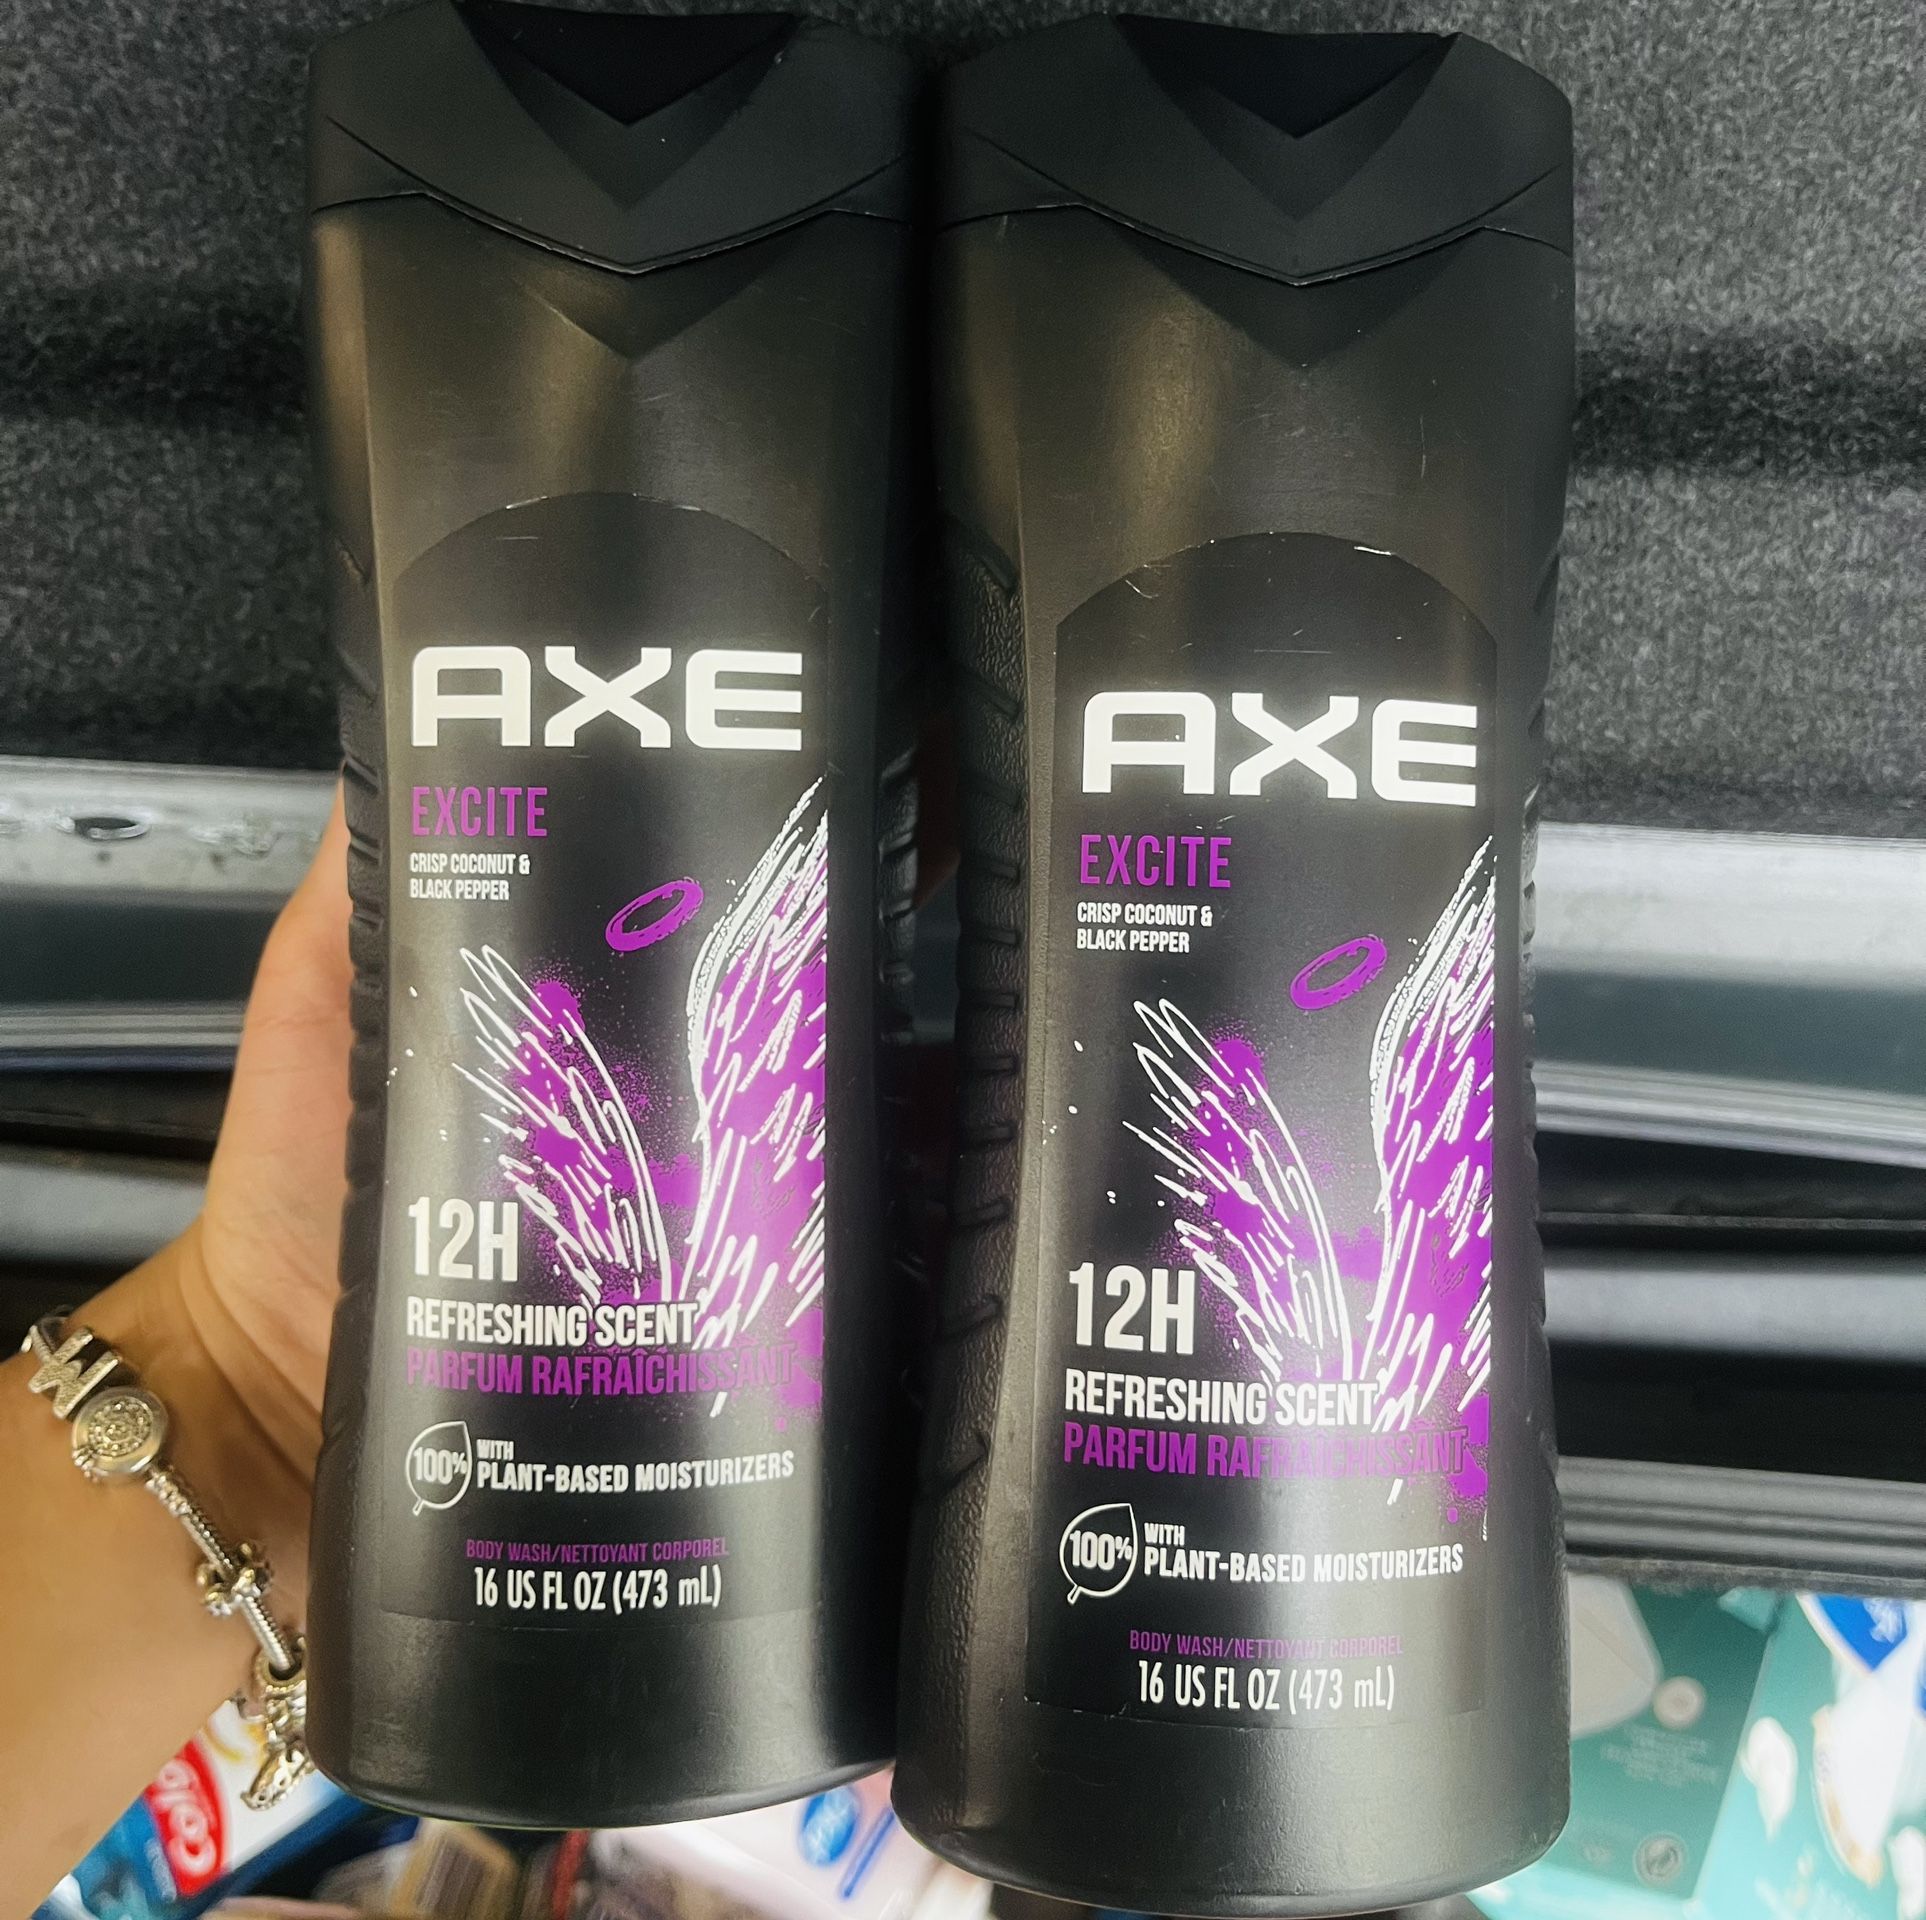 AXE
EXCITE
CRISP COCONUT &
BLACK PEPPER
12H
REFRESHING SCENT
PARFUM RAFRAÎCHISSANT
100% WITH
PLANT-BASED MOISTURIZERS
BODY WASH/NETTOYANT CORPOREL
16 US FL OZ (473 mL)
AXE
EXCITE
CRISP COCONUT &
BLACK PEPPER
12H
REFRESHING SCENT
PARFUM RAFRAÎCHISSANT
100% WITH
PLANT-BASED MOISTURIZERS
BODY WASH/NETTOYANT CORPOREL
16 US FL OZ (473 mL)